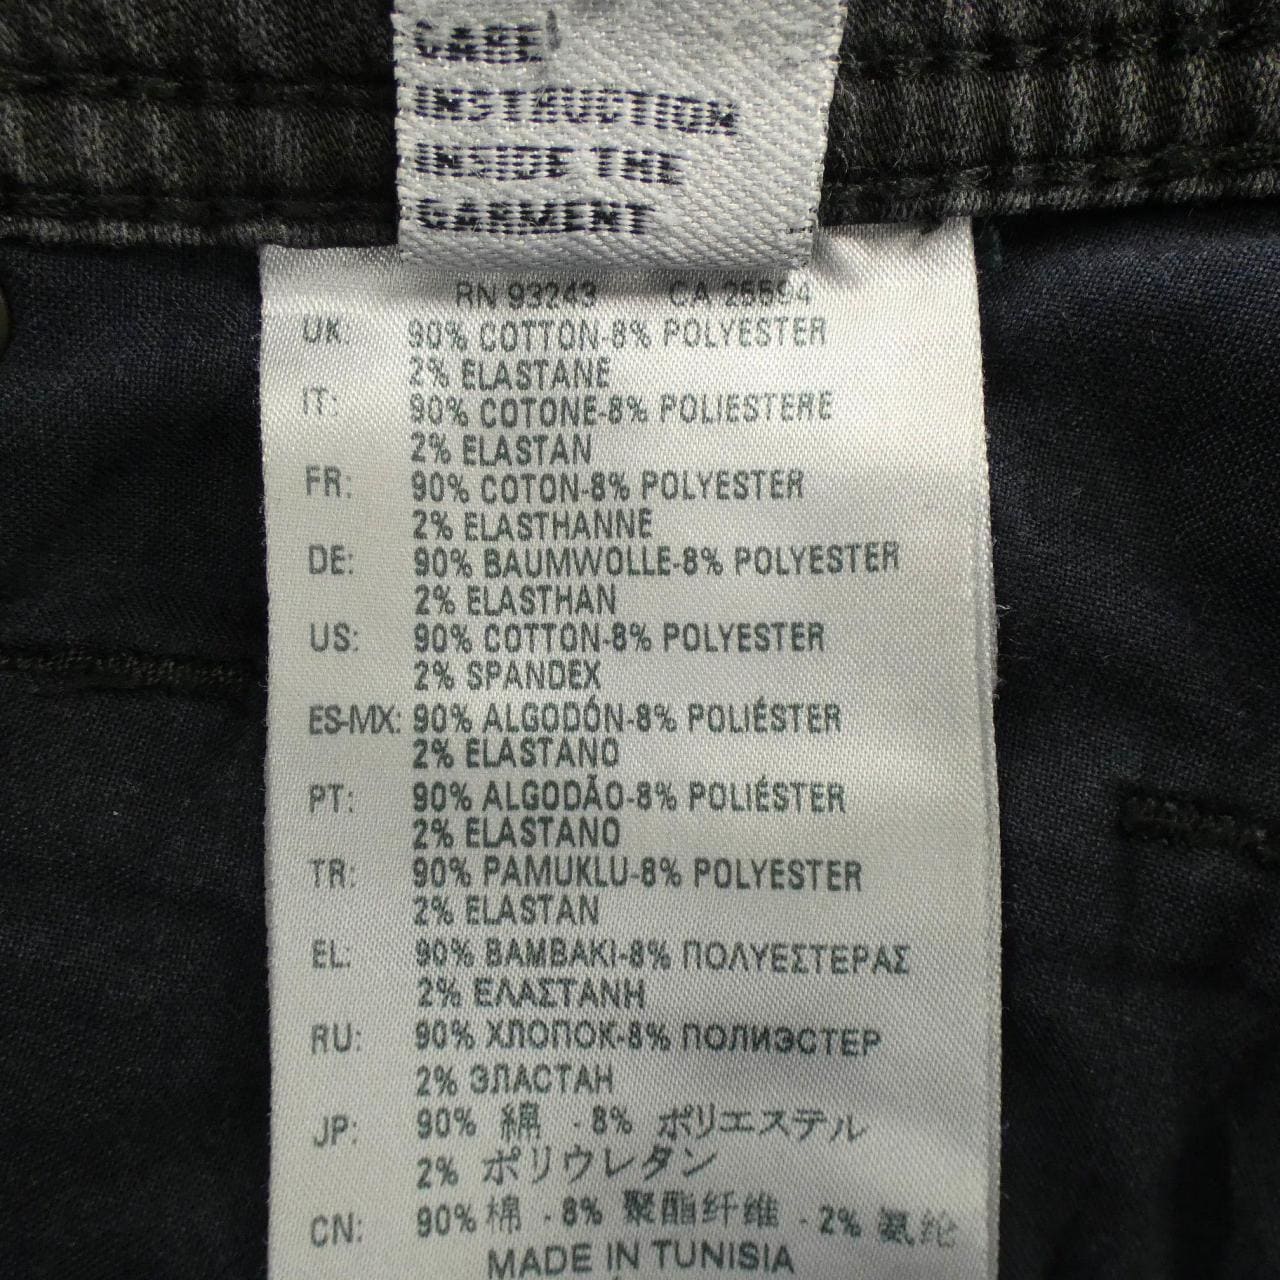 CARE
INSTRUCTION
INSIDE THE
GARMENT
RN 93243 CA 25594
UK: 90% COTTON-8% POLYESTER
2% ELASTANE
IT: 90% COTONE-8% POLIESTERE
2% ELASTAN
FR: 90% COTON-8% POLYESTER
2% ELASTHANNE
DE: 90% BAUMWOLLE-8% POLYESTER
2% ELASTHAN
US: 90% COTTON-8% POLYESTER
2% SPANDEX
ES-MX: 90% ALGODÓN-8% POLIÉSTER
2% ELASTANO
PT: 90% ALGODÃO-8% POLIÉSTER
2% ELASTANO
TR: 90% PAMUKLU-8% POLYESTER
2% ELASTAN
EL: 90% ΒΑΜΒΑΚΙ-8% ΠΟΛΥΕΣΤΕΡΑΣ
2% ΕΛΑΣΤΑΝΗ
RU: 90% ХЛОПОК-8% ПОЛИЭСТЕР
2% ЭЛАСТАН
JP: 90% 綿 - 8% ポリエステル
2% ポリウレタン
CN: 90% 棉 - 8% 聚酯纤维 - 2% 氨纶
MADE IN TUNISIA